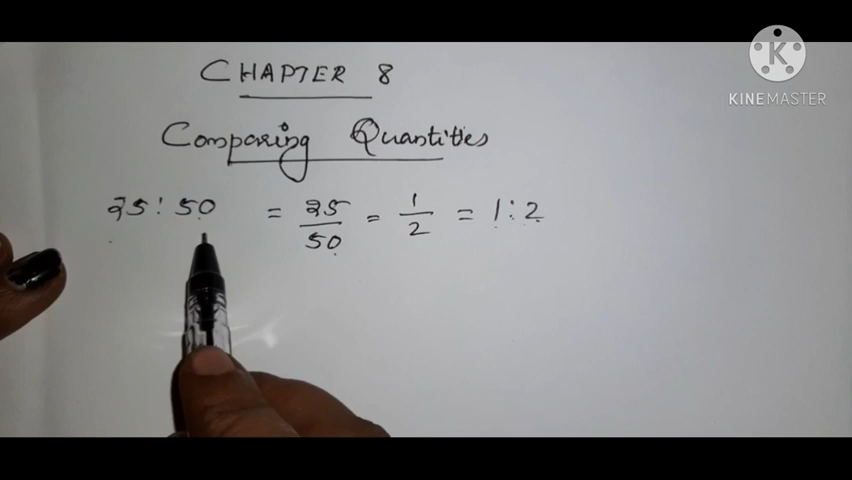 KINEMASTER
CHAPTER 8
Comparing Quantities
25 : 50 = 25/50 = 1/2 = 1 : 2